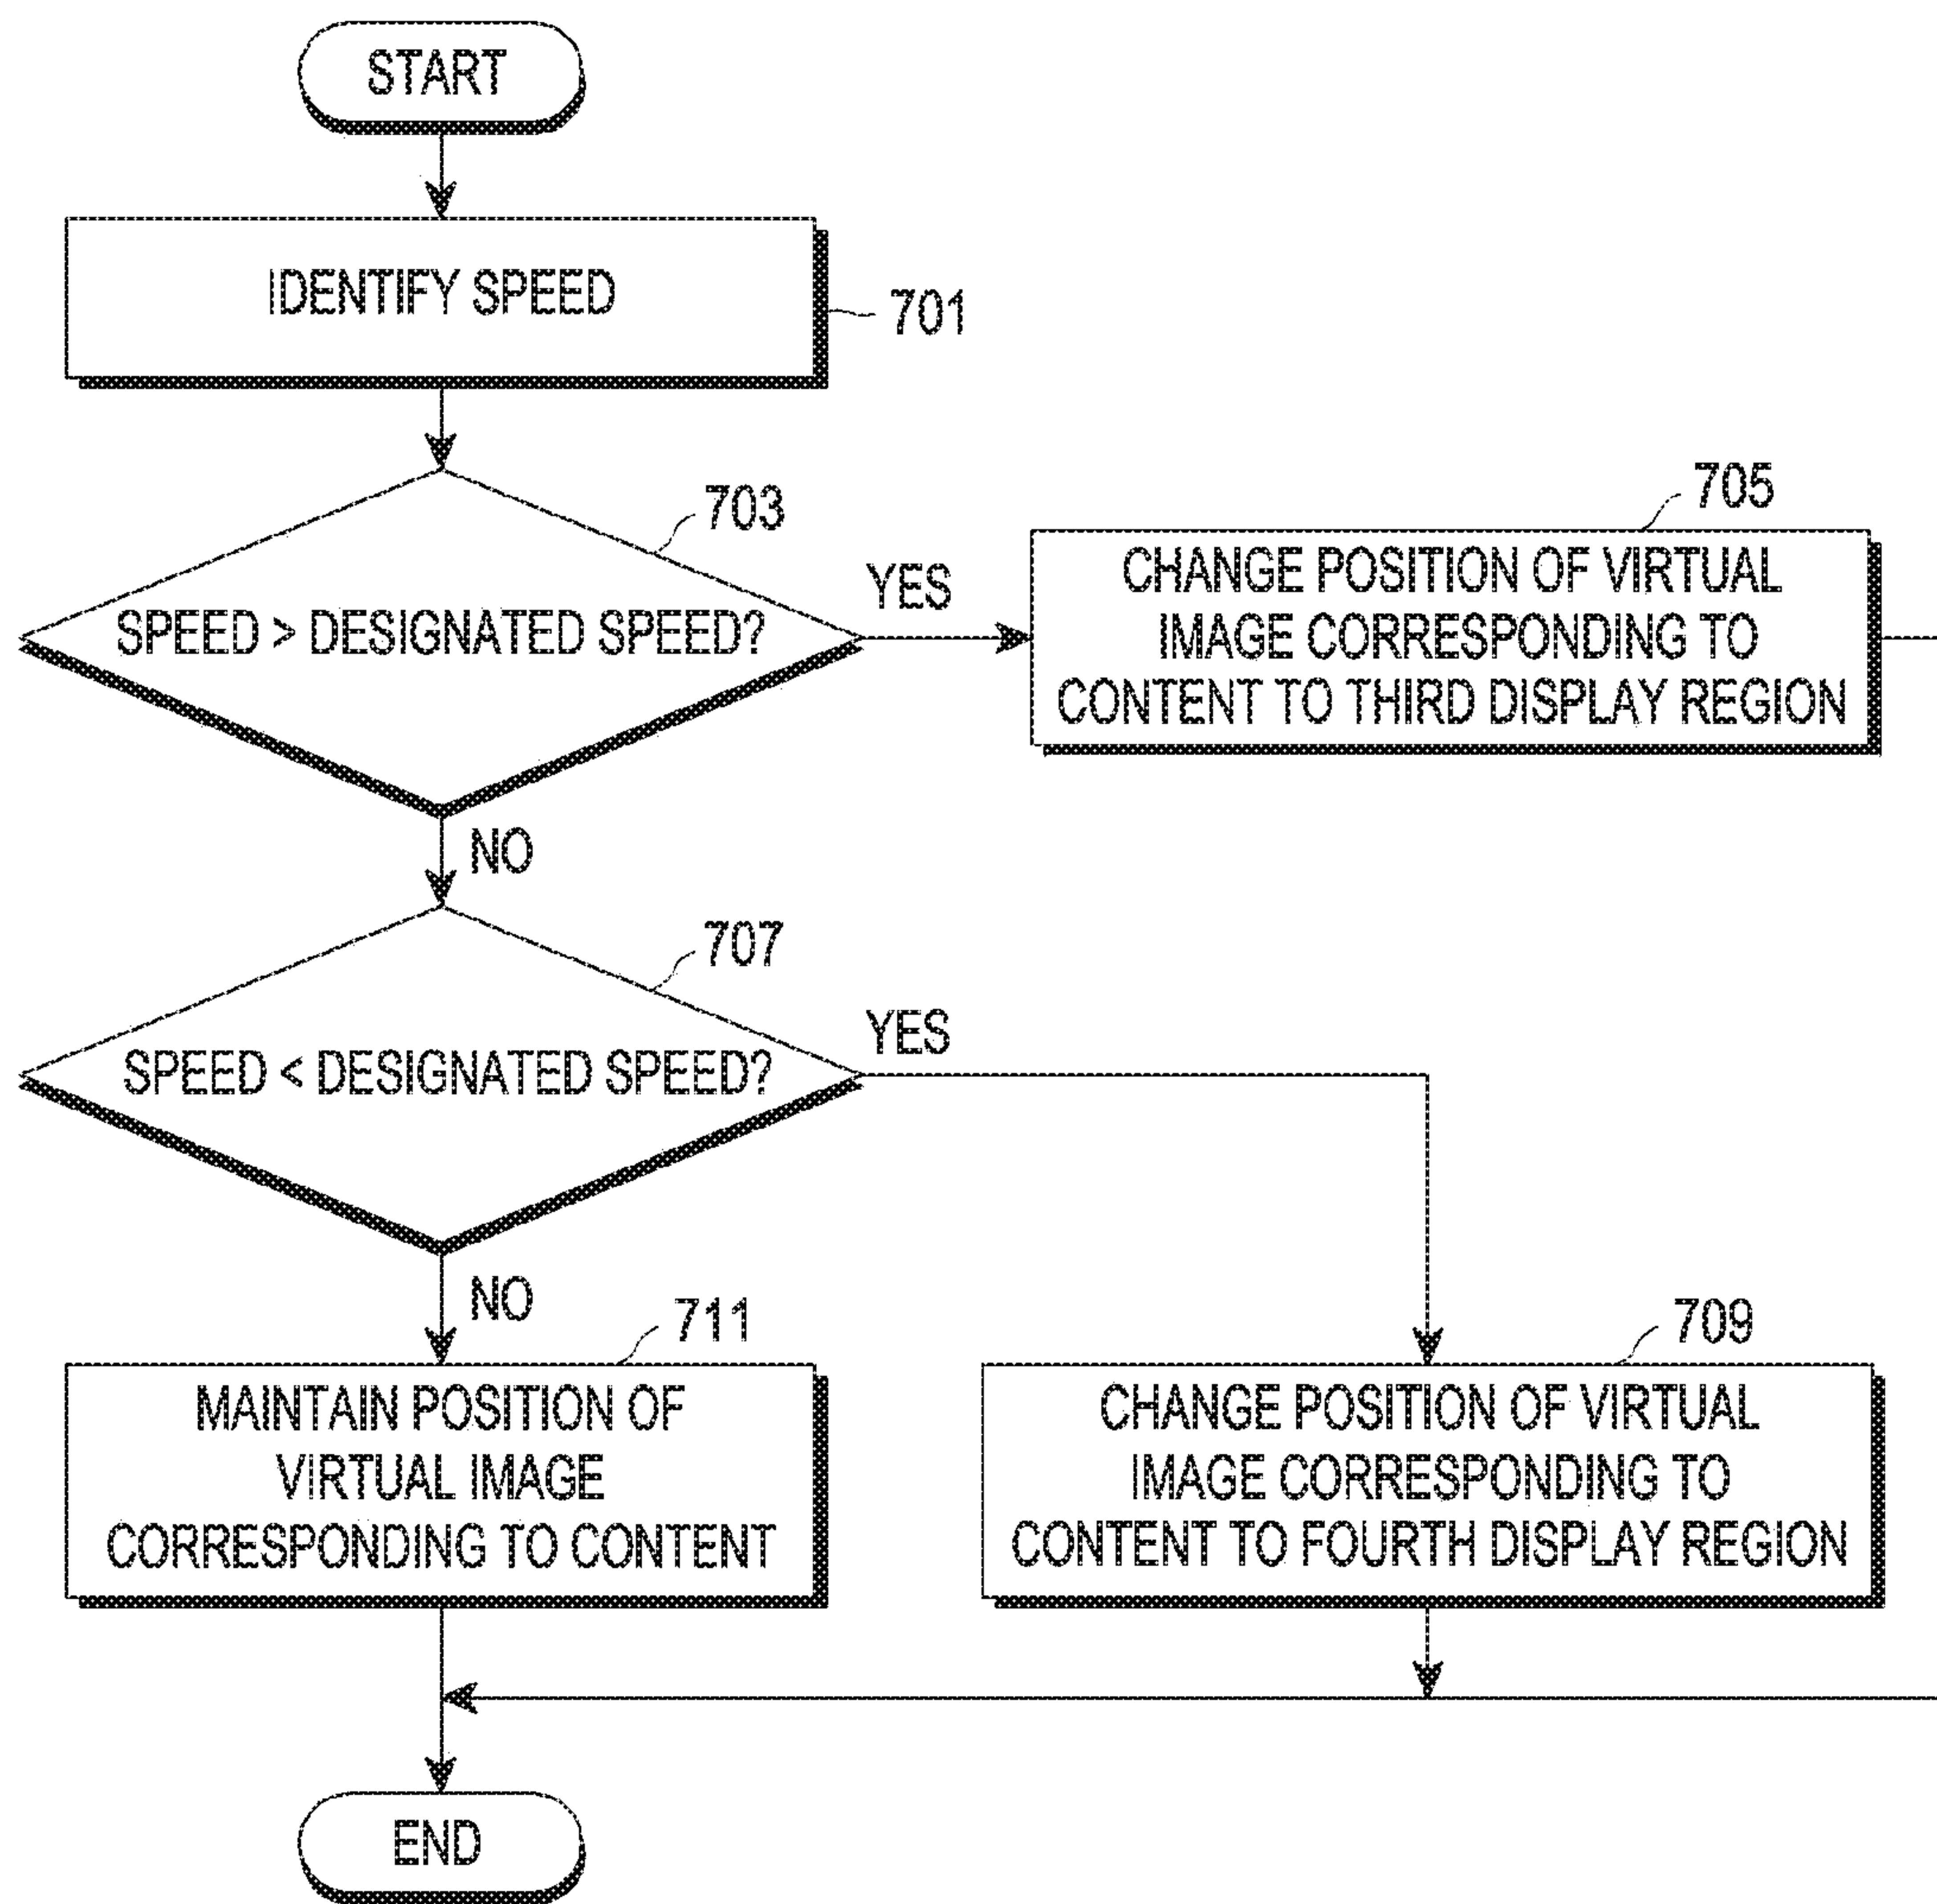 START
IDENTIFY SPEED
701
703
SPEED > DESIGNATED SPEED?
YES
705
CHANGE POSITION OF VIRTUAL
IMAGE CORRESPONDING TO
CONTENT TO THIRD DISPLAY REGION
NO
707
SPEED < DESIGNATED SPEED?
YES
NO
711
MAINTAIN POSITION OF
VIRTUAL IMAGE
CORRESPONDING TO CONTENT
709
CHANGE POSITION OF VIRTUAL
IMAGE CORRESPONDING TO
CONTENT TO FOURTH DISPLAY REGION
END